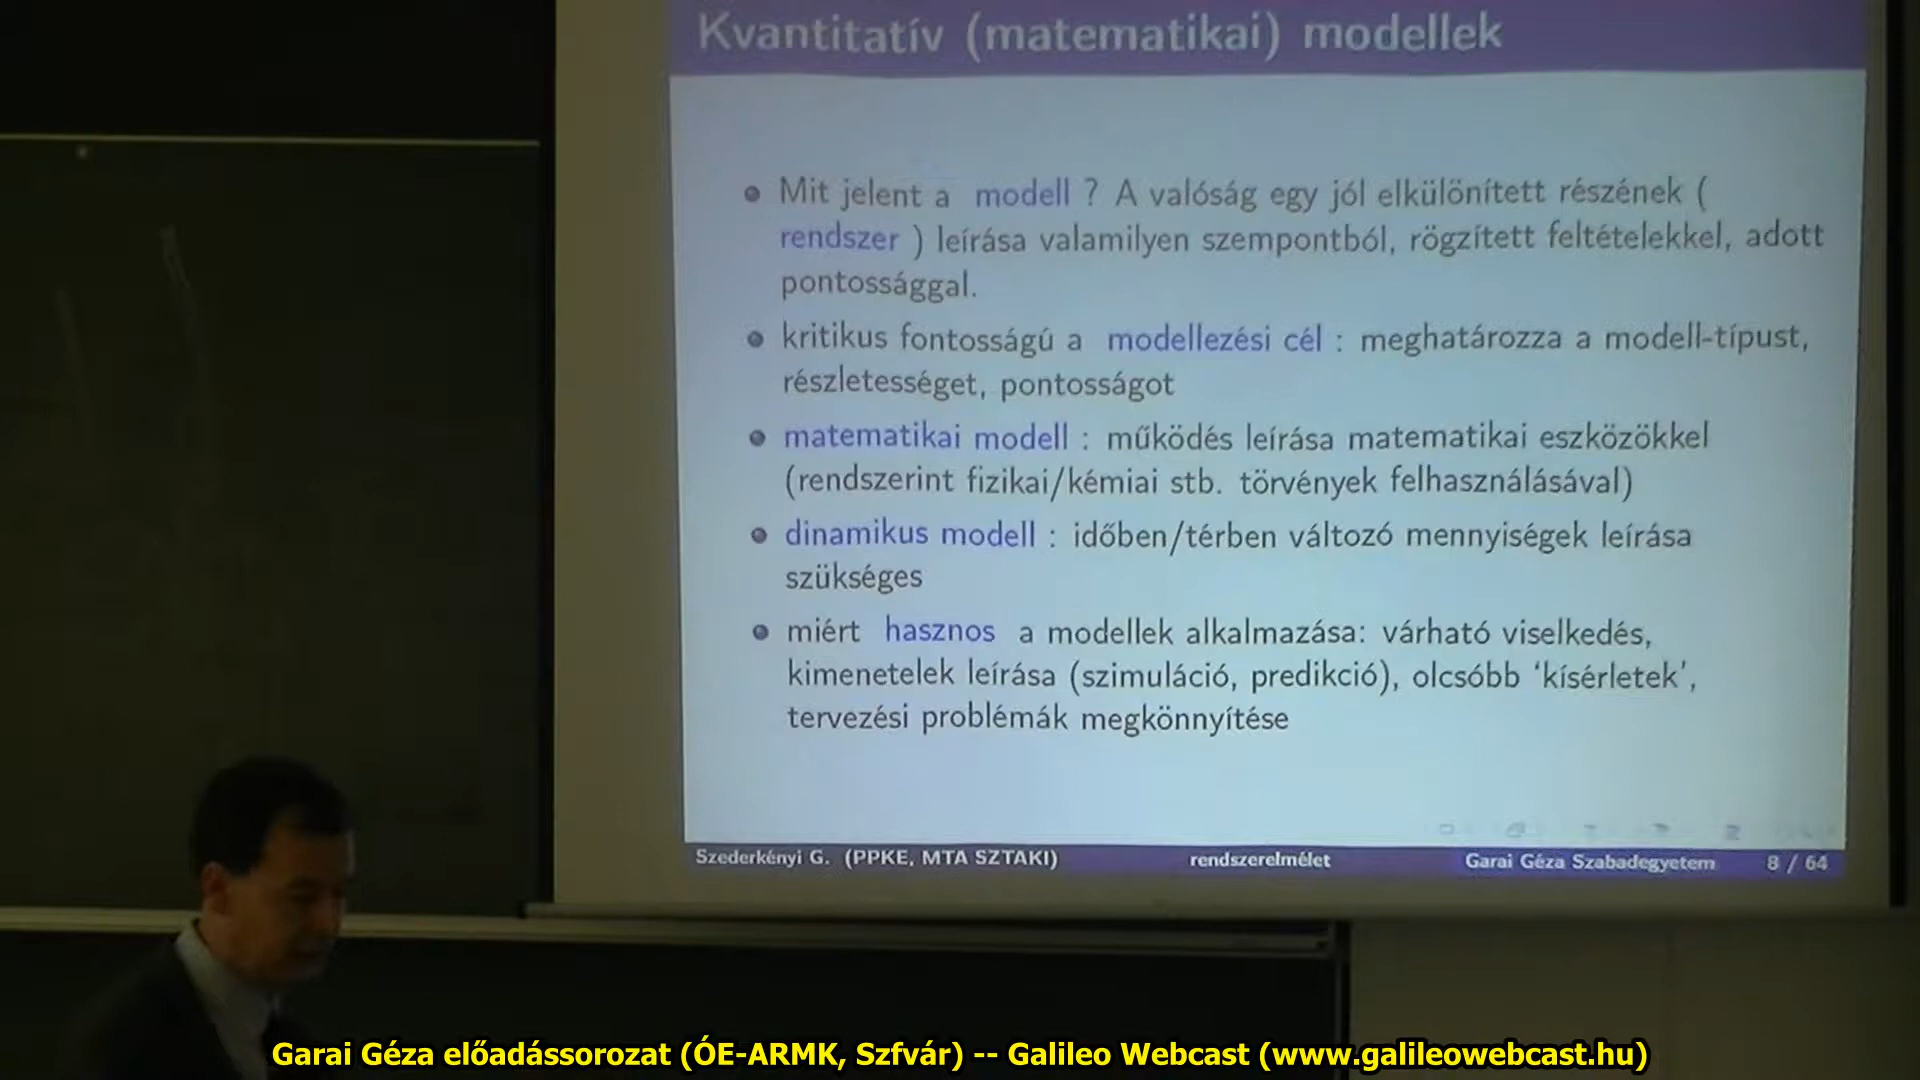 Kvantitatív (matematikai) modellek
Mit jelent a modell ? A valóság egy jól elkülönített részének (
rendszer ) leírása valamilyen szempontból, rögzített feltételekkel, adott
pontossággal.
kritikus fontosságú a modellezési cél : meghatározza a modell-típust,
részletességet, pontosságot
matematikai modell : működés leírása matematikai eszközökkel
(rendszerint fizikai/kémiai stb. törvények felhasználásával)
dinamikus modell : időben/térben változó mennyiségek leírása
szükséges
miért hasznos a modellek alkalmazása: várható viselkedés,
kimenetelek leírása (szimuláció, predikció), olcsóbb ‘kísérletek’,
tervezési problémák megkönnyítése
Szederkényi G. (PPKE, MTA SZTAKI) rendszerelmélet Garai Géza Szabadegyetem 8 / 64
Garai Géza előadássorozat (ÓE-ARMK, Szfvár) -- Galileo Webcast (www.galileowebcast.hu)